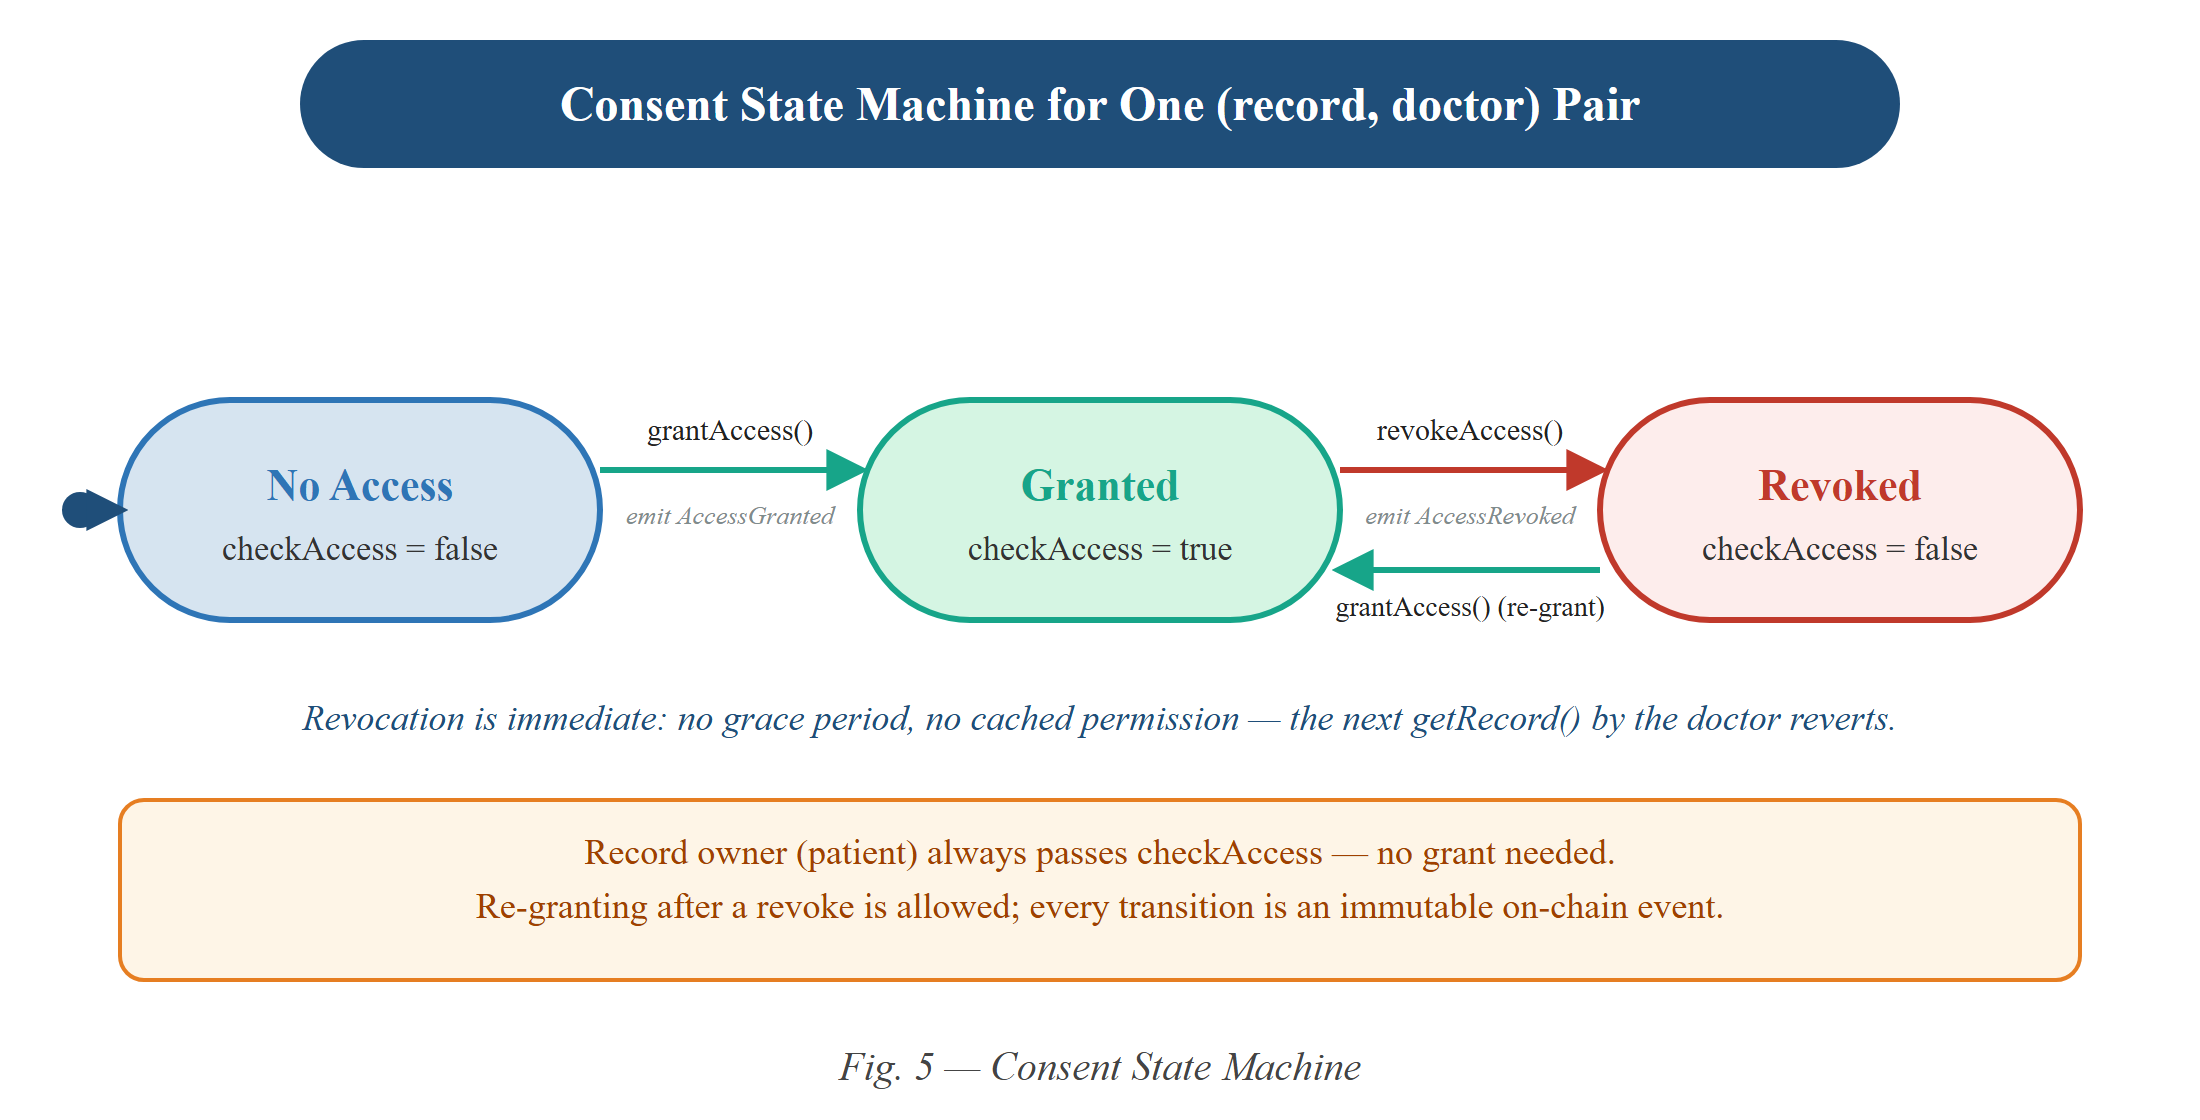 Consent State Machine for One (record, doctor) Pair
No Access
checkAccess = false
grantAccess()
emit AccessGranted
Granted
checkAccess = true
revokeAccess()
emit AccessRevoked
grantAccess() (re-grant)
Revoked
checkAccess = false
Revocation is immediate: no grace period, no cached permission — the next getRecord() by the doctor reverts.
Record owner (patient) always passes checkAccess — no grant needed.
Re-granting after a revoke is allowed; every transition is an immutable on-chain event.
Fig. 5 — Consent State Machine